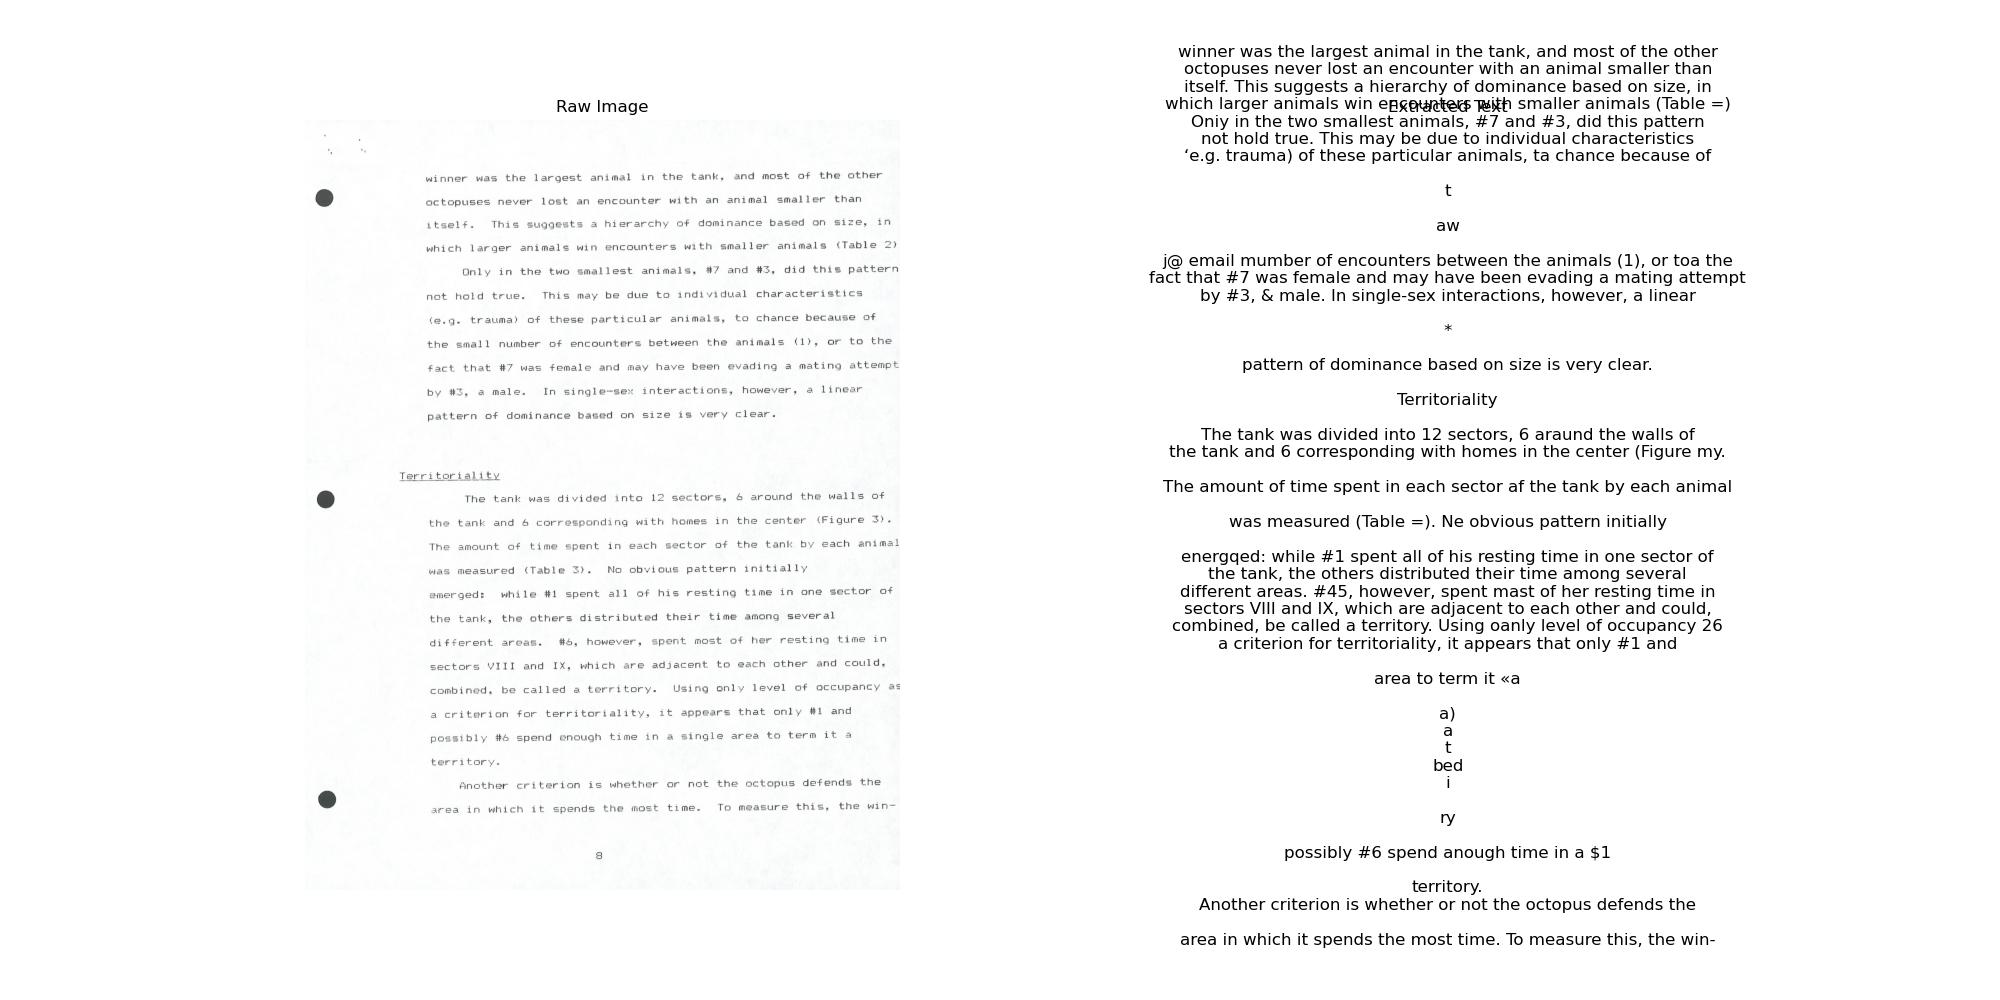 Raw Image
winner was the largest animal in the tank, and most of the other
octopuses never lost an encounter with an animal smaller than
itself. This suggests a hierarchy of dominance based on size, in
which larger animals win encounters with smaller animals (Table 2)
Only in the two smallest animals, #7 and #3, did this pattern
not hold true. This may be due to individual characteristics
(e.g. trauma) of these particular animals, to chance because of
the small number of encounters between the animals (1), or to the
fact that #7 was female and may have been evading a mating attempt
by #3, a male. In single-sex interactions, however, a linear
pattern of dominance based on size is very clear.
Territoriality
The tank was divided into 12 sectors, 6 around the walls of
the tank and 6 corresponding with homes in the center (Figure 3).
The amount of time spent in each sector of the tank by each animal
was measured (Table 3). No obvious pattern initially
emerged: while #1 spent all of his resting time in one sector of
the tank, the others distributed their time among several
different areas. #6, however, spent most of her resting time in
sectors VIII and IX, which are adjacent to each other and could,
combined, be called a territory. Using only level of occupancy as
a criterion for territoriality, it appears that only #1 and
possibly #6 spend enough time in a single area to term it a
territory.
Another criterion is whether or not the octopus defends the
area in which it spends the most time. To measure this, the win-
8
Extracted Text
winner was the largest animal in the tank, and most of the other
octopuses never lost an encounter with an animal smaller than
itself. This suggests a hierarchy of dominance based on size, in
which larger animals win encounters with smaller animals (Table =)
Oniy in the two smallest animals, #7 and #3, did this pattern
not hold true. This may be due to individual characteristics
‘e.g. trauma) of these particular animals, ta chance because of
t
aw
j@ email mumber of encounters between the animals (1), or toa the
fact that #7 was female and may have been evading a mating attempt
by #3, & male. In single-sex interactions, however, a linear
*
pattern of dominance based on size is very clear.
Territoriality
The tank was divided into 12 sectors, 6 araund the walls of
the tank and 6 corresponding with homes in the center (Figure my.
The amount of time spent in each sector af the tank by each animal
was measured (Table =). Ne obvious pattern initially
energqed: while #1 spent all of his resting time in one sector of
the tank, the others distributed their time among several
different areas. #45, however, spent mast of her resting time in
sectors VIII and IX, which are adjacent to each other and could,
combined, be called a territory. Using oanly level of occupancy 26
a criterion for territoriality, it appears that only #1 and
area to term it «a
a)
a
t
bed
i
ry
possibly #6 spend anough time in a $1
territory.
Another criterion is whether or not the octopus defends the
area in which it spends the most time. To measure this, the win-